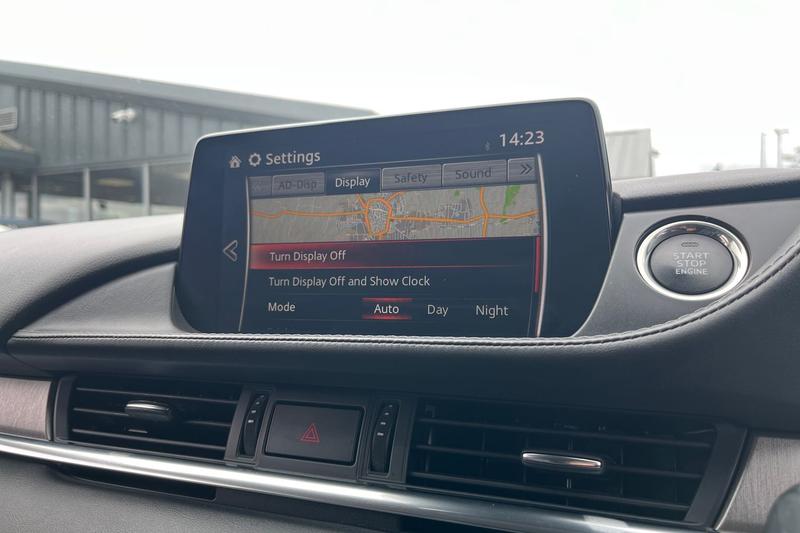 14:23
Settings
AD-Disp Display Safety Sound »
Turn Display Off
Turn Display Off and Show Clock
Mode Auto Day Night
START
STOP
ENGINE